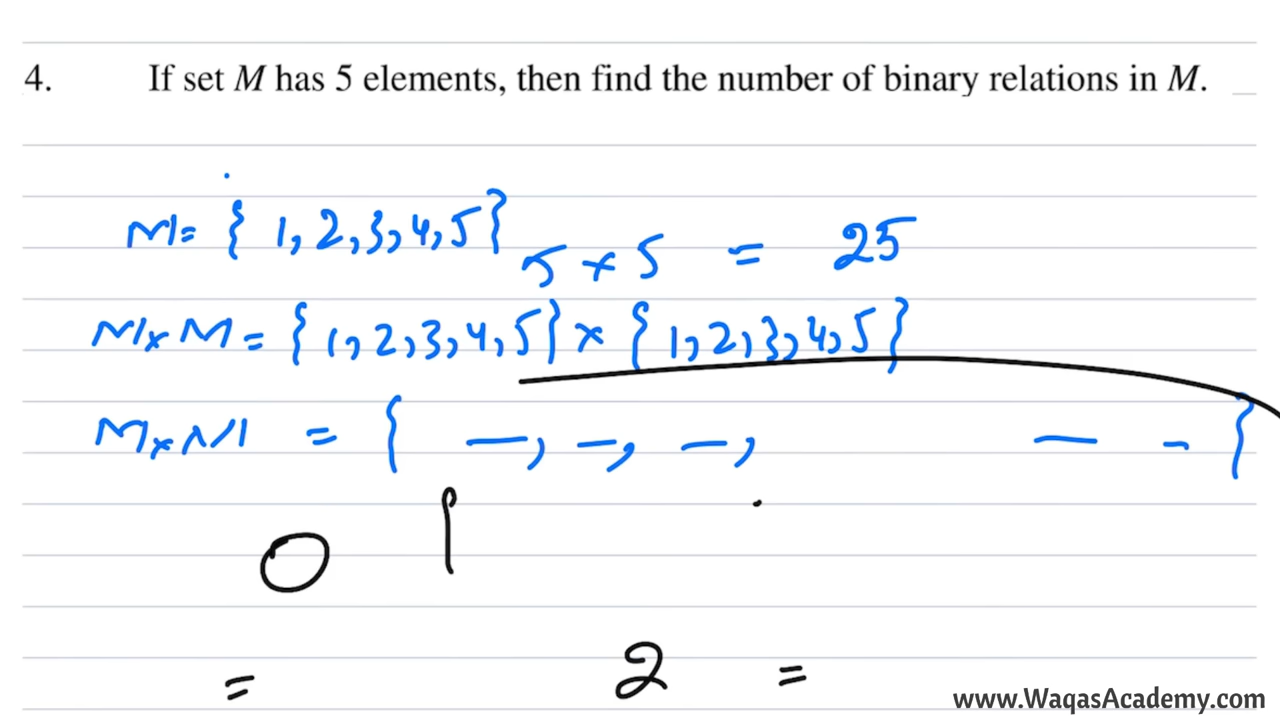 4. If set M has 5 elements, then find the number of binary relations in M.
M= { 1, 2, 3, 4, 5}
5 × 5 = 25
M×M = { 1, 2, 3, 4, 5} × { 1, 2, 3, 4, 5}
M×M = { —, –, –, — - }
0
= 2 =
www.WaqasAcademy.com